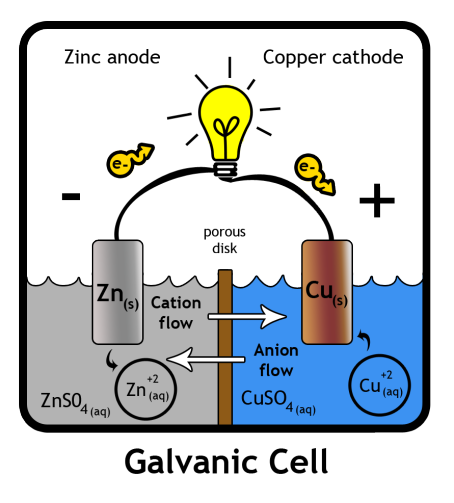 Zinc anode
Copper cathode
e-
e-
-
+
porous
disk
Zn(s)
Cu(s)
Cation
flow
Anion
flow
ZnSO4(aq)
Zn+2(aq)
CuSO4(aq)
Cu+2(aq)
Galvanic Cell